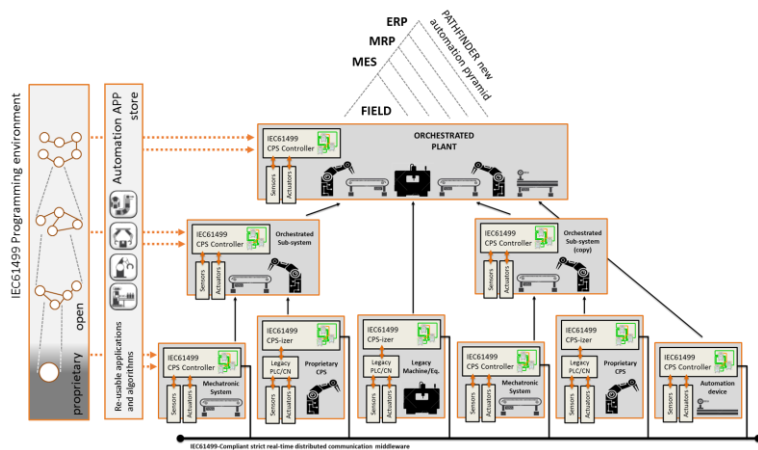 ERP
MRP
MES
FIELD
PATHFINDER new
automation pyramid
IEC61499 Programming environment
open
proprietary
Automation APP
store
Re-usable applications
and algorithms
IEC61499
CPS Controller
Sensors
Actuators
ORCHESTRATED
PLANT
IEC61499
CPS Controller
Sensors
Actuators
Orchestrated
Sub-system
IEC61499
CPS Controller
Sensors
Actuators
Orchestrated
Sub-system
(copy)
IEC61499
CPS Controller
Sensors
Actuators
Mechatronic
System
IEC61499
CPS-izer
Legacy
PLC/CN
Sensors
Actuators
Proprietary
CPS
IEC61499
CPS-izer
Legacy
PLC/CN
Sensors
Actuators
Legacy
Machine/Eq.
IEC61499
CPS Controller
Sensors
Actuators
Mechatronic
System
IEC61499
CPS-izer
Legacy
PLC/CN
Sensors
Actuators
Proprietary
CPS
IEC61499
CPS Controller
Sensors
Actuators
Automation
device
IEC61499-Compliant strict real-time distributed communication middleware